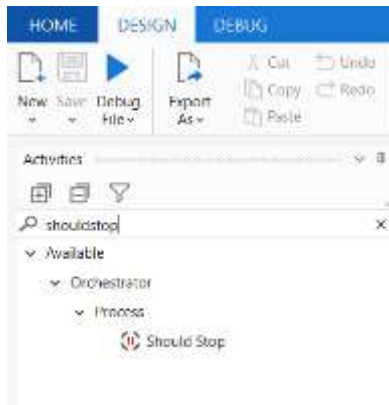 HOME DESIGN DEBUG
Cut Undo
Copy Redo
New Save Debug Export Paste
File As
Activities
shouldstop
Available
Orchestrator
Process
Should Stop